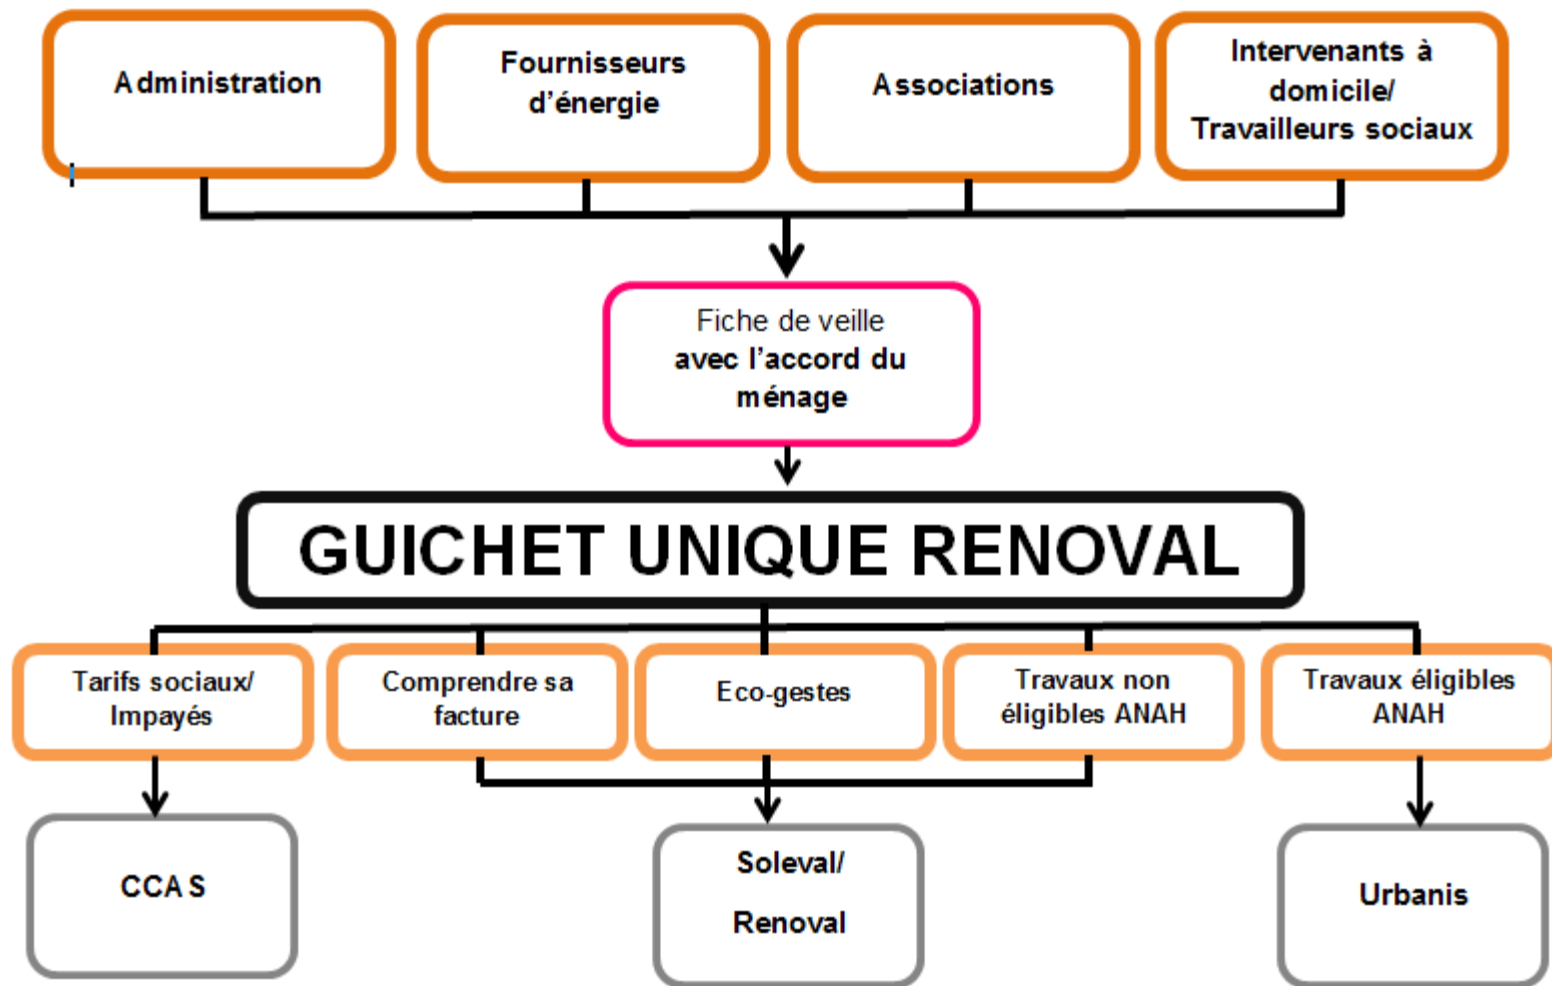 Administration
Fournisseurs
d'énergie
Associations
Intervenants à
domicile/
Travailleurs sociaux
Fiche de veille
avec l'accord du
ménage
GUICHET UNIQUE RENOVAL
Tarifs sociaux/
Impayés
Comprendre sa
facture
Eco-gestes
Travaux non
éligibles ANAH
Travaux éligibles
ANAH
CCAS
Soleval/
Renoval
Urbanis